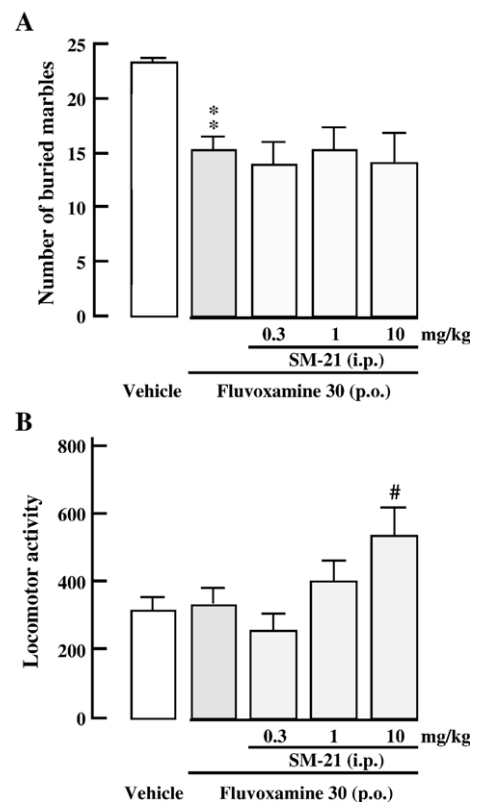 A
25
20
15
10
5
0
Number of buried marbles
**
0.3 1 10 mg/kg
SM-21 (i.p.)
Vehicle Fluvoxamine 30 (p.o.)
B
800
600
400
200
0
Locomotor activity
#
0.3 1 10 mg/kg
SM-21 (i.p.)
Vehicle Fluvoxamine 30 (p.o.)